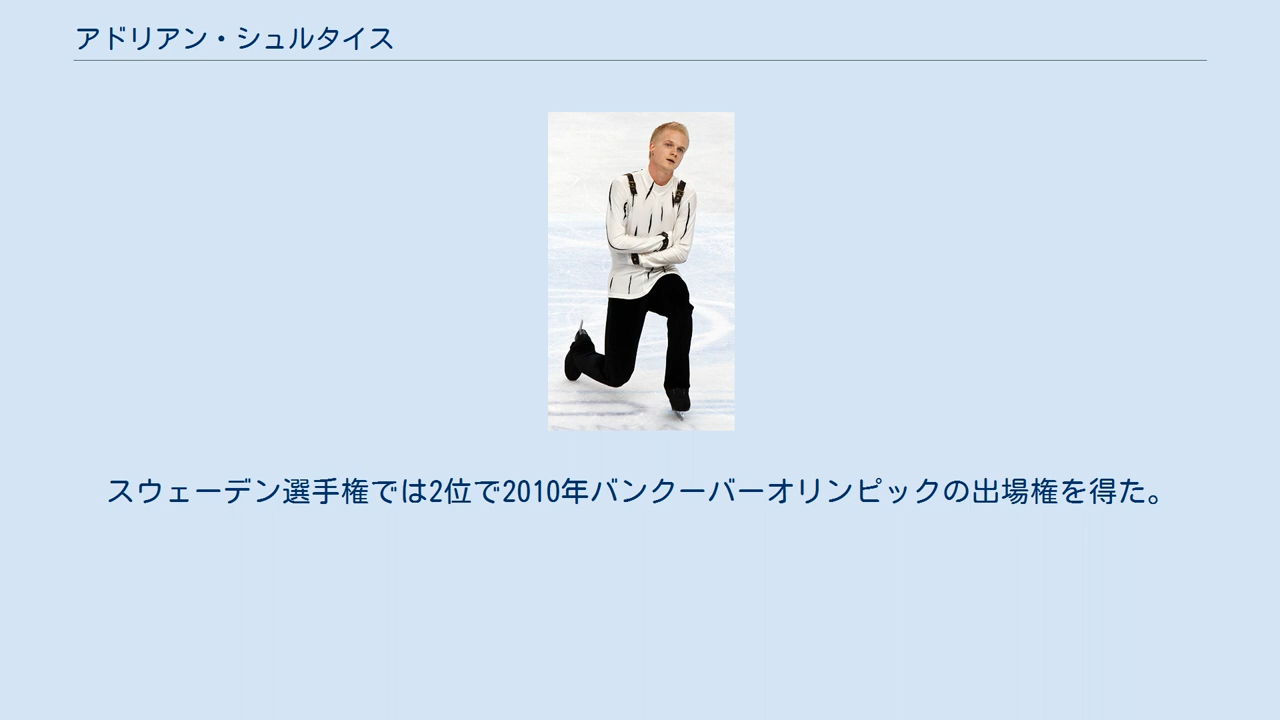 アドリアン・シュルタイス
スウェーデン選手権では2位で2010年バンクーバーオリンピックの出場権を得た。